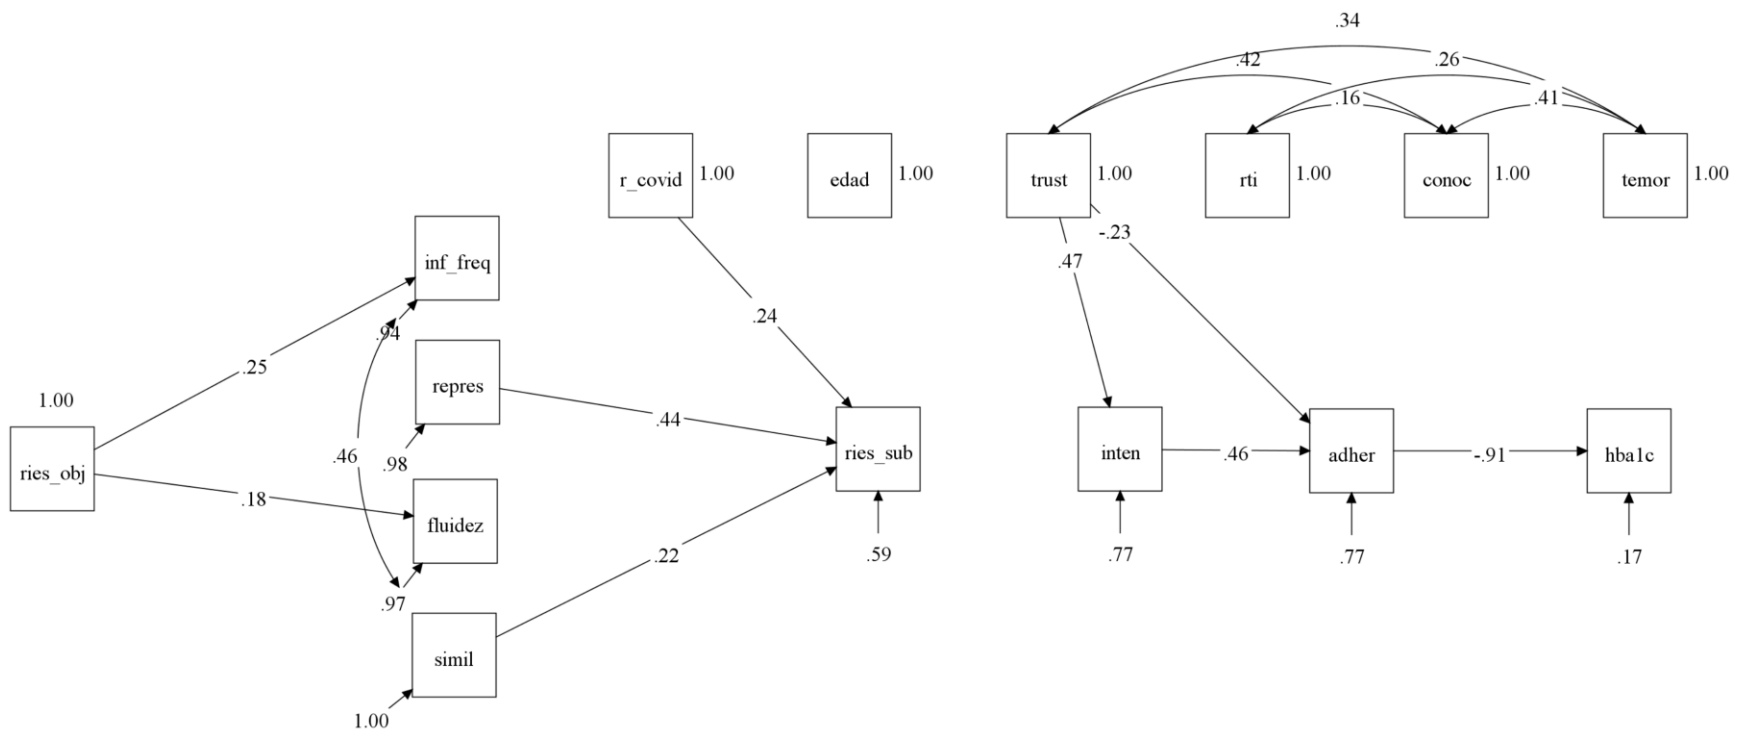 .34
.42
.26
.16
.41
r_covid
1.00
edad
1.00
trust
1.00
rti
1.00
conoc
1.00
temor
1.00
inf_freq
-.23
.47
.24
.94
.25
repres
.44
1.00
.46
.98
ries_obj
ries_sub
inten
.46
adher
-.91
hba1c
.18
fluidez
.22
.59
.77
.77
.17
.97
simil
1.00